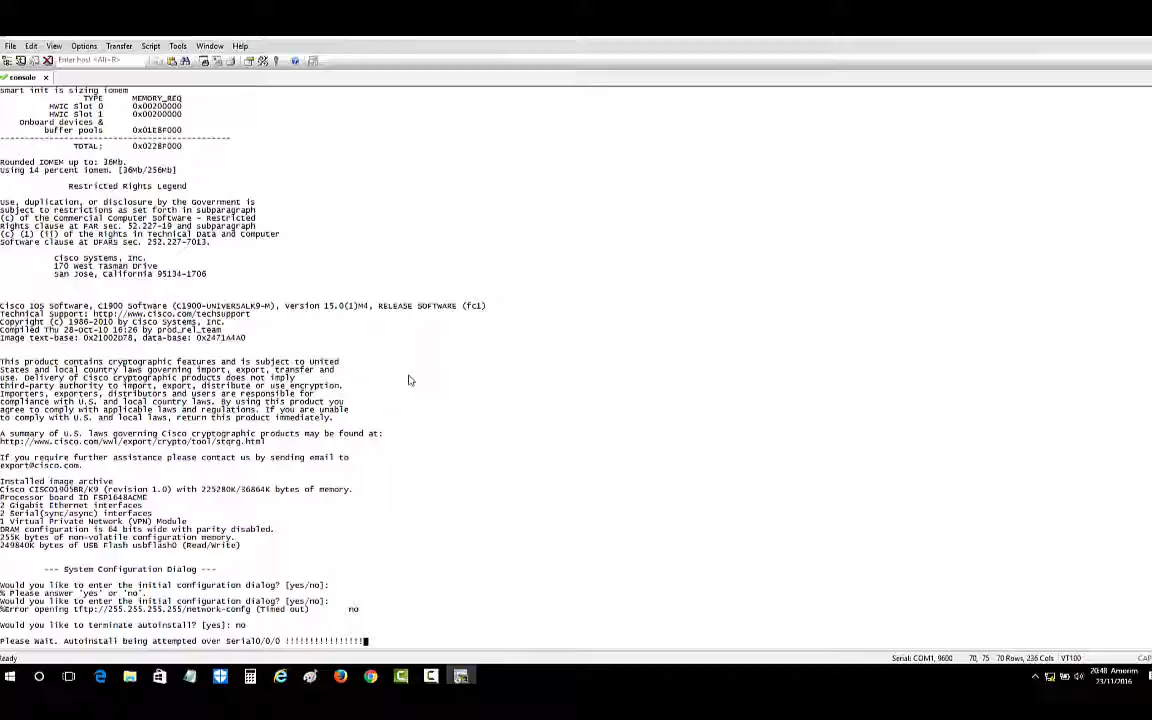 File Edit View Options Transfer Script Tools Window Help
Enter host <Alt+R>
console
smart init is sizing iomem
TYPE MEMORY_REQ
HWIC Slot 0 0x00200000
HWIC Slot 1 0x00200000
Onboard devices &
buffer pools 0x01E8F000
TOTAL: 0x0228F000
Rounded IOMEM up to: 36Mb.
Using 14 percent iomem. [36Mb/256Mb]
Restricted Rights Legend
Use, duplication, or disclosure by the Government is
subject to restrictions as set forth in subparagraph
(c) of the Commercial Computer Software - Restricted
Rights clause at FAR sec. 52.227-19 and subparagraph
(c) (1) (ii) of the Rights in Technical Data and Computer
Software clause at DFARS sec. 252.227-7013.
cisco Systems, Inc.
170 West Tasman Drive
San Jose, California 95134-1706
Cisco IOS Software, C1900 Software (C1900-UNIVERSALK9-M), Version 15.0(1)M4, RELEASE SOFTWARE (fc1)
Technical Support: http://www.cisco.com/techsupport
Copyright (c) 1986-2010 by Cisco Systems, Inc.
Compiled Thu 28-Oct-10 16:26 by prod_rel_team
Image text-base: 0x21002D78, data-base: 0x2471A4A0
This product contains cryptographic features and is subject to United
States and local country laws governing import, export, transfer and
use. Delivery of Cisco cryptographic products does not imply
third-party authority to import, export, distribute or use encryption.
Importers, exporters, distributors and users are responsible for
compliance with U.S. and local country laws. By using this product you
agree to comply with applicable laws and regulations. If you are unable
to comply with U.S. and local laws, return this product immediately.
A summary of U.S. laws governing Cisco cryptographic products may be found at:
http://www.cisco.com/wwl/export/crypto/tool/stqrg.html
If you require further assistance please contact us by sending email to
export@cisco.com.
Installed image archive
Cisco CISCO1905BR/K9 (revision 1.0) with 225280K/36864K bytes of memory.
Processor board ID FSP1648ACME
2 Gigabit Ethernet interfaces
2 Serial(sync/async) interfaces
1 Virtual Private Network (VPN) Module
DRAM configuration is 64 bits wide with parity disabled.
255K bytes of non-volatile configuration memory.
249840K bytes of USB Flash usbflash0 (Read/Write)
--- System Configuration Dialog ---
Would you like to enter the initial configuration dialog? [yes/no]:
% Please answer 'yes' or 'no'.
Would you like to enter the initial configuration dialog? [yes/no]:
%Error opening tftp://255.255.255.255/network-confg (Timed out) no
Would you like to terminate autoinstall? [yes]: no
Please Wait. Autoinstall being attempted over Serial0/0/0 !!!!!!!!!!!!!!!!
Ready Serial: COM1, 9600 70, 75 70 Rows, 236 Cols VT100 CAP
20:48 Amorim
23/11/2016